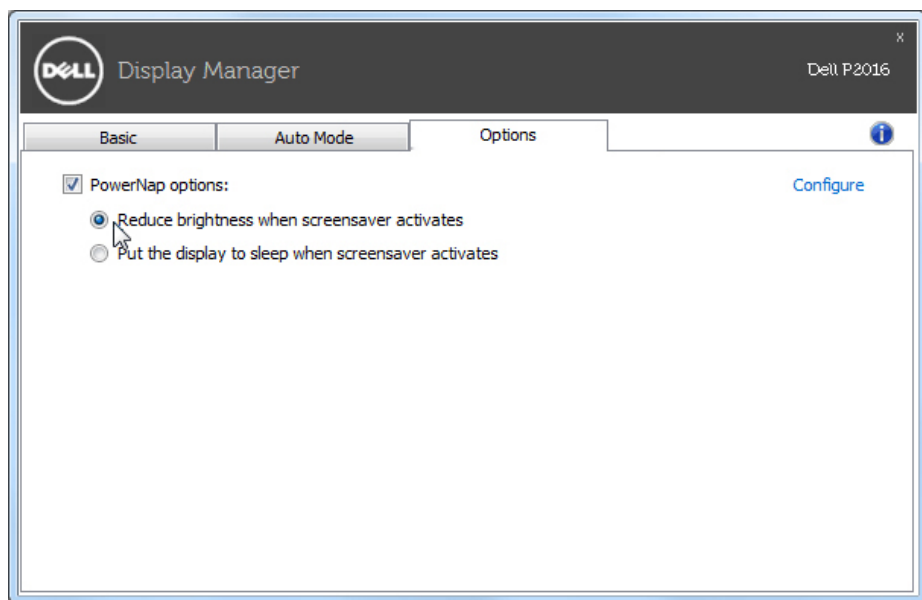 x
DELL Display Manager
Dell P2016
Basic Auto Mode Options i
PowerNap options: Configure
Reduce brightness when screensaver activates
Put the display to sleep when screensaver activates